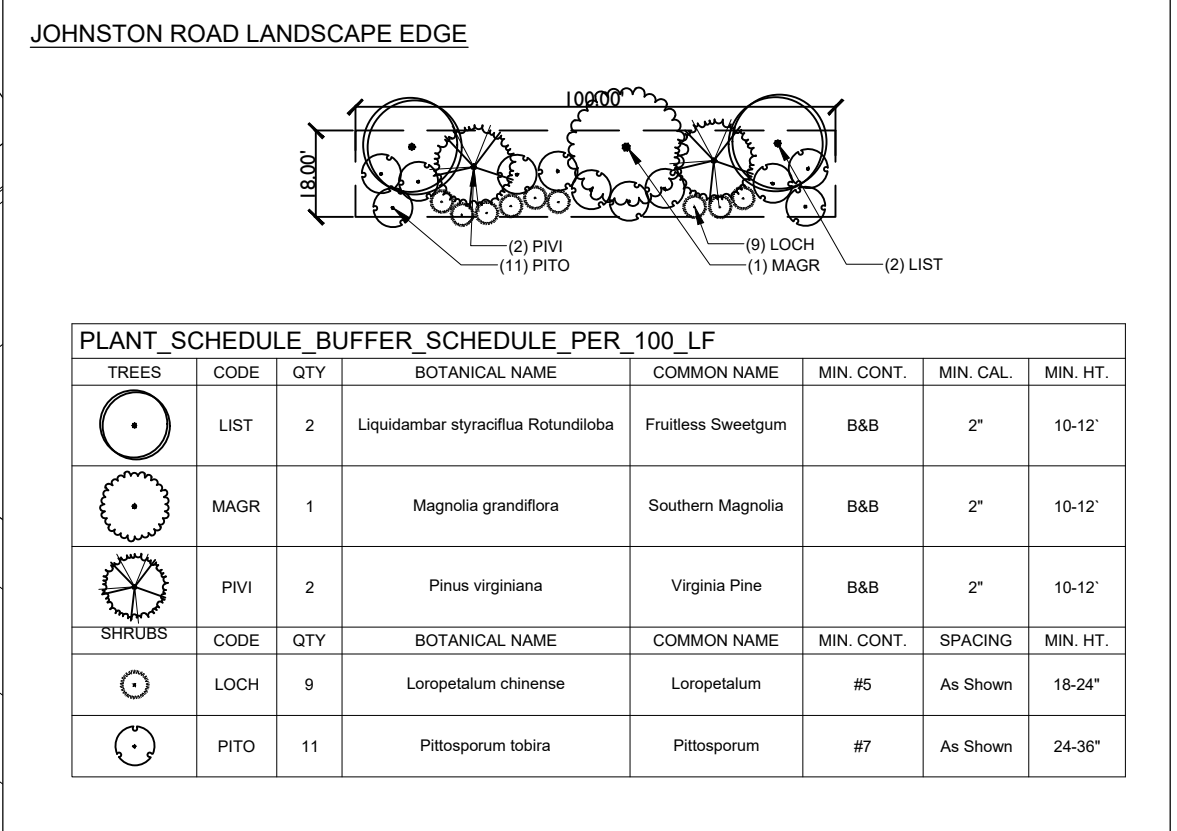 JOHNSTON ROAD LANDSCAPE EDGE
100.00'
18.00'
(2) PIVI
(11) PITO
(9) LOCH
(1) MAGR
(2) LIST
PLANT_SCHEDULE_BUFFER_SCHEDULE_PER_100_LF
TREES CODE QTY BOTANICAL NAME COMMON NAME MIN. CONT. MIN. CAL. MIN. HT.
LIST 2 Liquidambar styraciflua Rotundiloba Fruitless Sweetgum B&B 2" 10-12`
MAGR 1 Magnolia grandiflora Southern Magnolia B&B 2" 10-12`
PIVI 2 Pinus virginiana Virginia Pine B&B 2" 10-12`
SHRUBS CODE QTY BOTANICAL NAME COMMON NAME MIN. CONT. SPACING MIN. HT.
LOCH 9 Loropetalum chinense Loropetalum #5 As Shown 18-24"
PITO 11 Pittosporum tobira Pittosporum #7 As Shown 24-36"